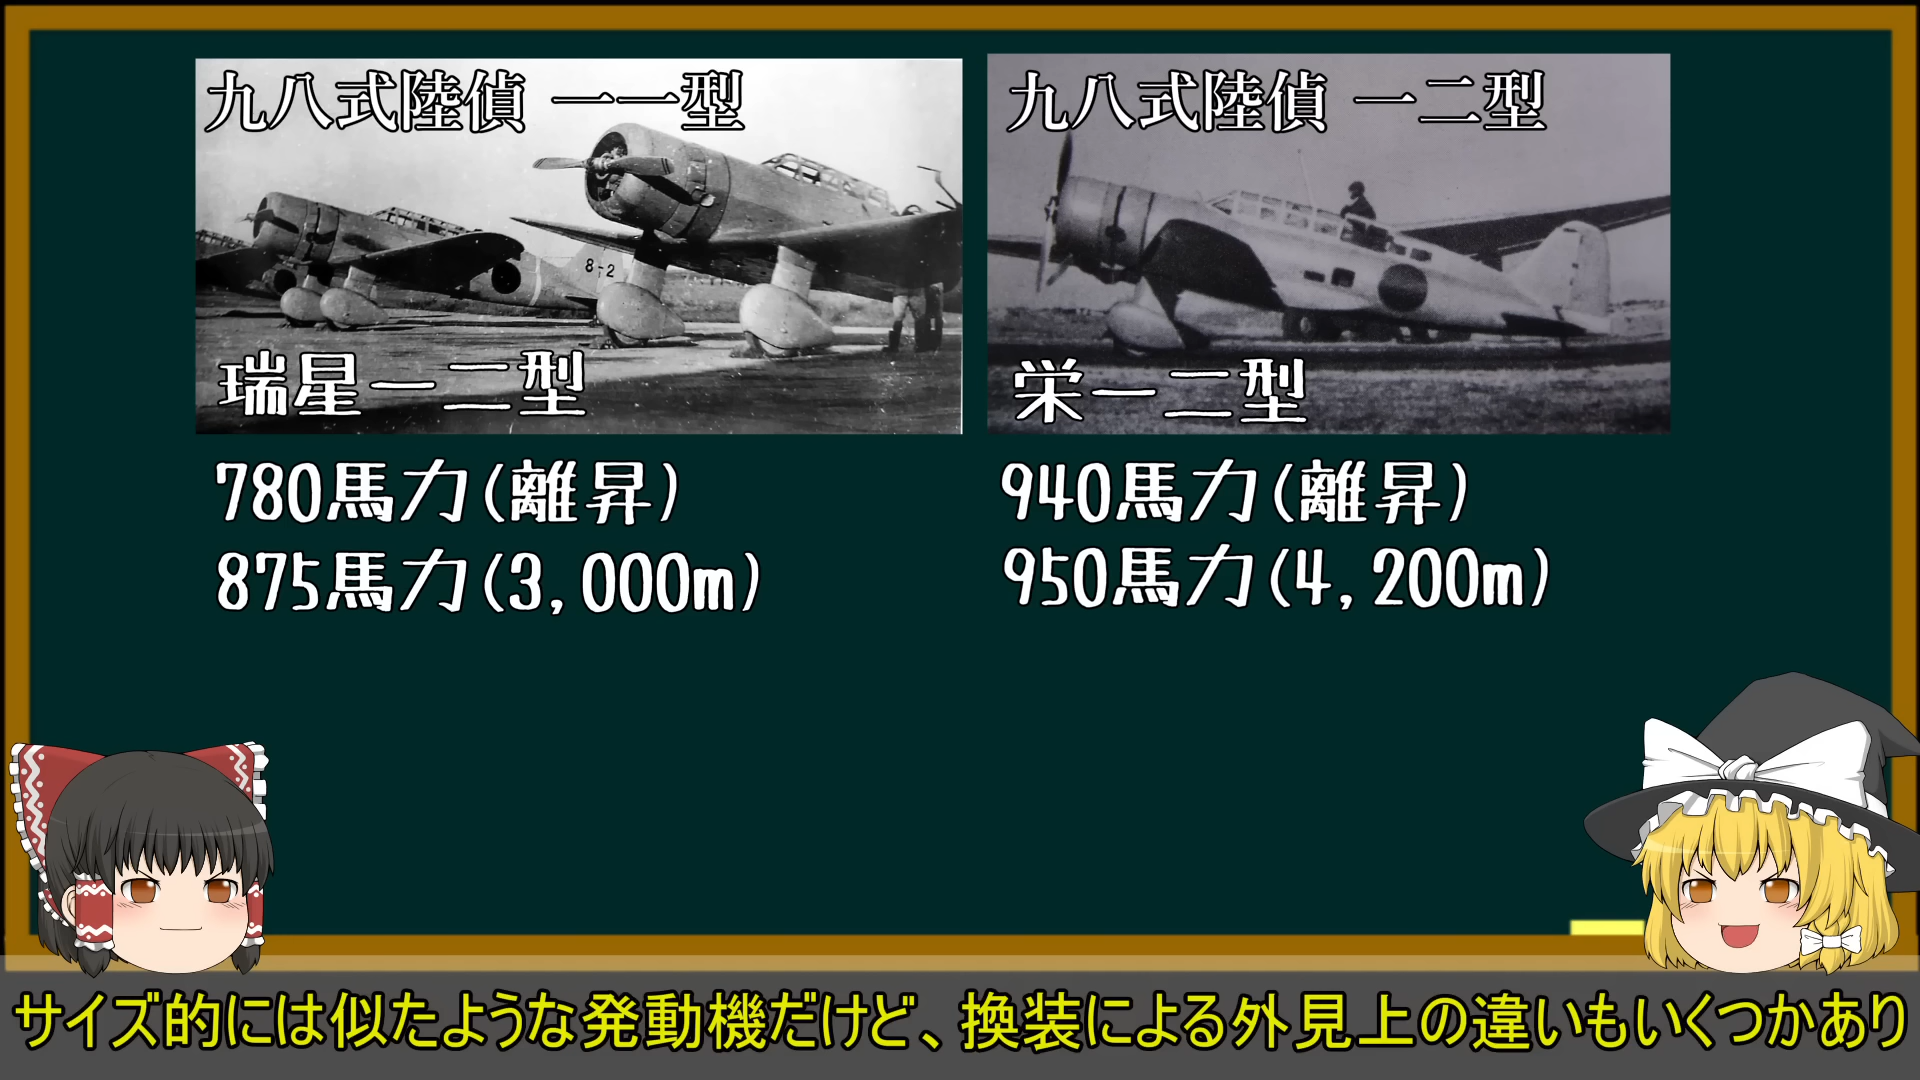 九八式陸偵 一一型
8-2
瑞星一二型
780馬力(離昇)
875馬力(3,000m)
九八式陸偵 一二型
栄一二型
940馬力(離昇)
950馬力(4,200m)
サイズ的には似たような発動機だけど、換装による外見上の違いもいくつかあり